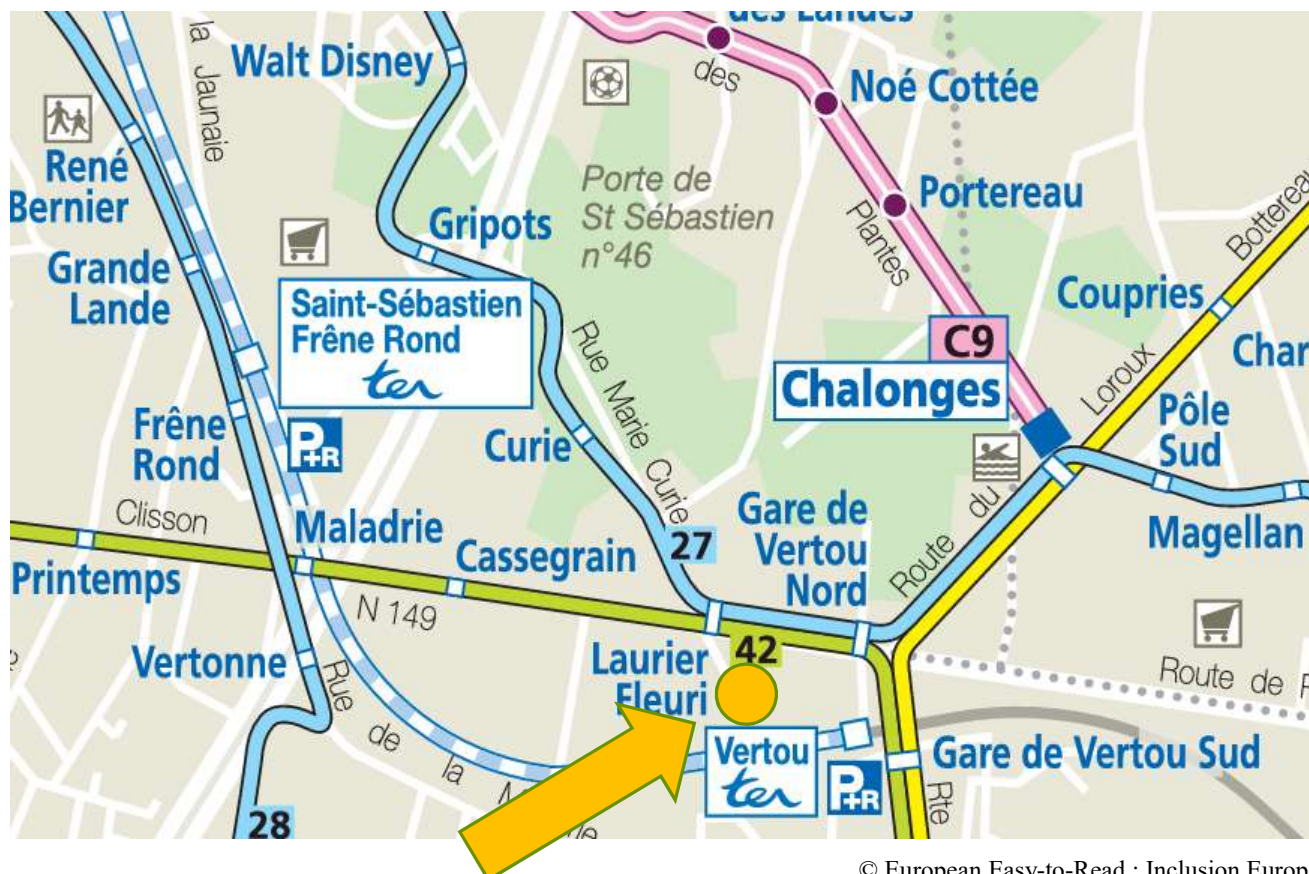 des Landes
Walt Disney
la Jaunaie
des
Noé Cottée
René
Bernier
Porte de
St Sébastien
n°46
Portereau
Plantes
Bottereau
Gripots
Grande
Lande
Coupries
Saint-Sébastien
Frêne Rond
ter
Rue Marie Curie
C9
Chalonges
Loroux
Char
Frêne
Rond
P+R
Curie
Pôle
Sud
Clisson
Maladrie
Cassegrain
27
Gare de
Vertou
Nord
Route du
Magellan
Printemps
N 149
Vertonne
Laurier
Fleuri
42
Route de
Rue de la
Vertou
ter
P+R
Gare de Vertou Sud
Rte
28
© European Easy-to-Read : Inclusion Europ